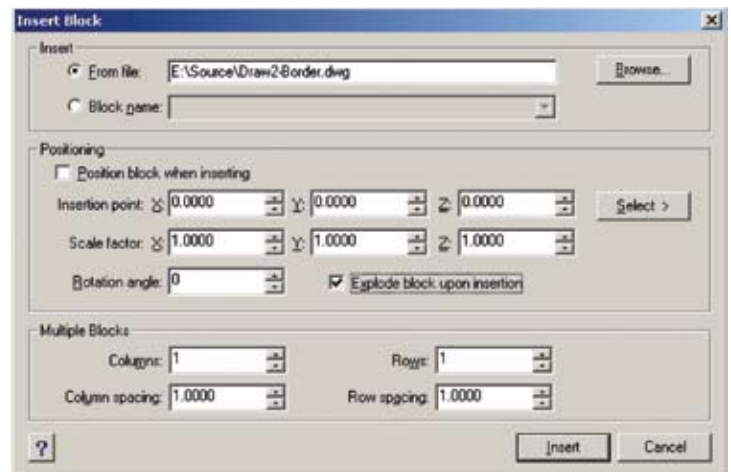 Insert Block
Insert
From file: E:\Source\Draw2-Border.dwg Browse...
Block name:
Positioning
Position block when inserting
Insertion point: X: 0.0000 Y: 0.0000 Z: 0.0000 Select >
Scale factor: X: 1.0000 Y: 1.0000 Z: 1.0000
Rotation angle: 0 Explode block upon insertion
Multiple Blocks
Columns: 1 Rows: 1
Column spacing: 1.0000 Row spacing: 1.0000
? Insert Cancel